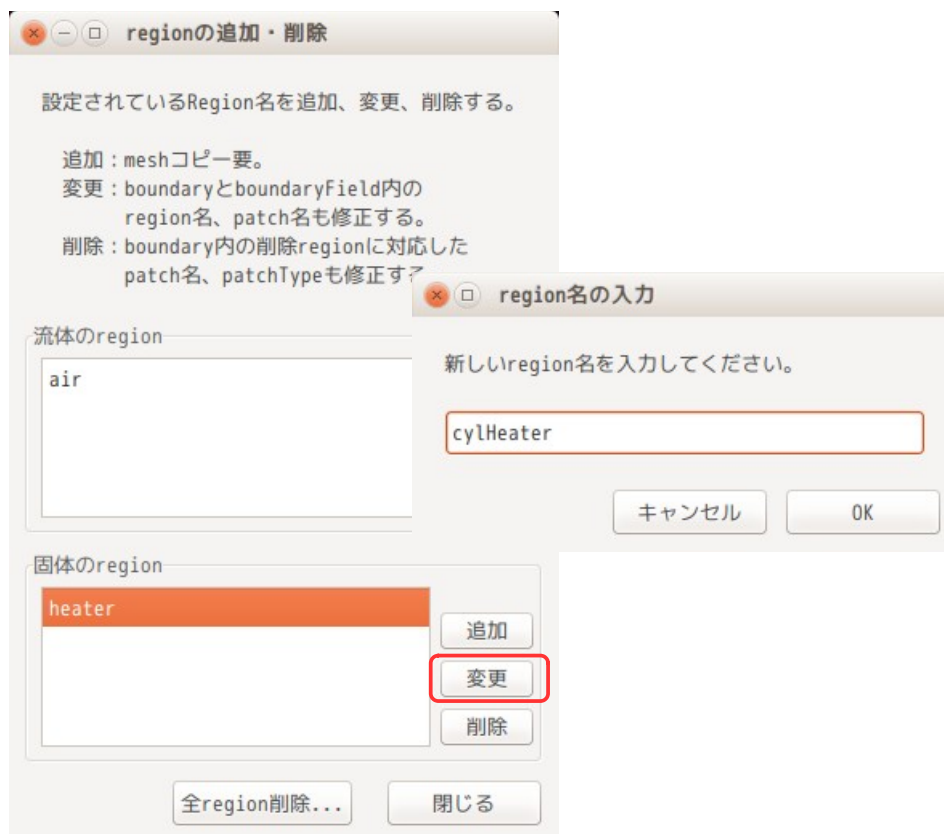 regionの追加・削除
設定されているRegion名を追加、変更、削除する。
追加：meshコピー要。
変更：boundaryとboundaryField内の
region名、patch名も修正する。
削除：boundary内の削除regionに対応した
patch名、patchTypeも修正す
流体のregion
air
region名の入力
新しいregion名を入力してください。
cylHeater
キャンセル
OK
固体のregion
heater
追加
変更
削除
全region削除...
閉じる